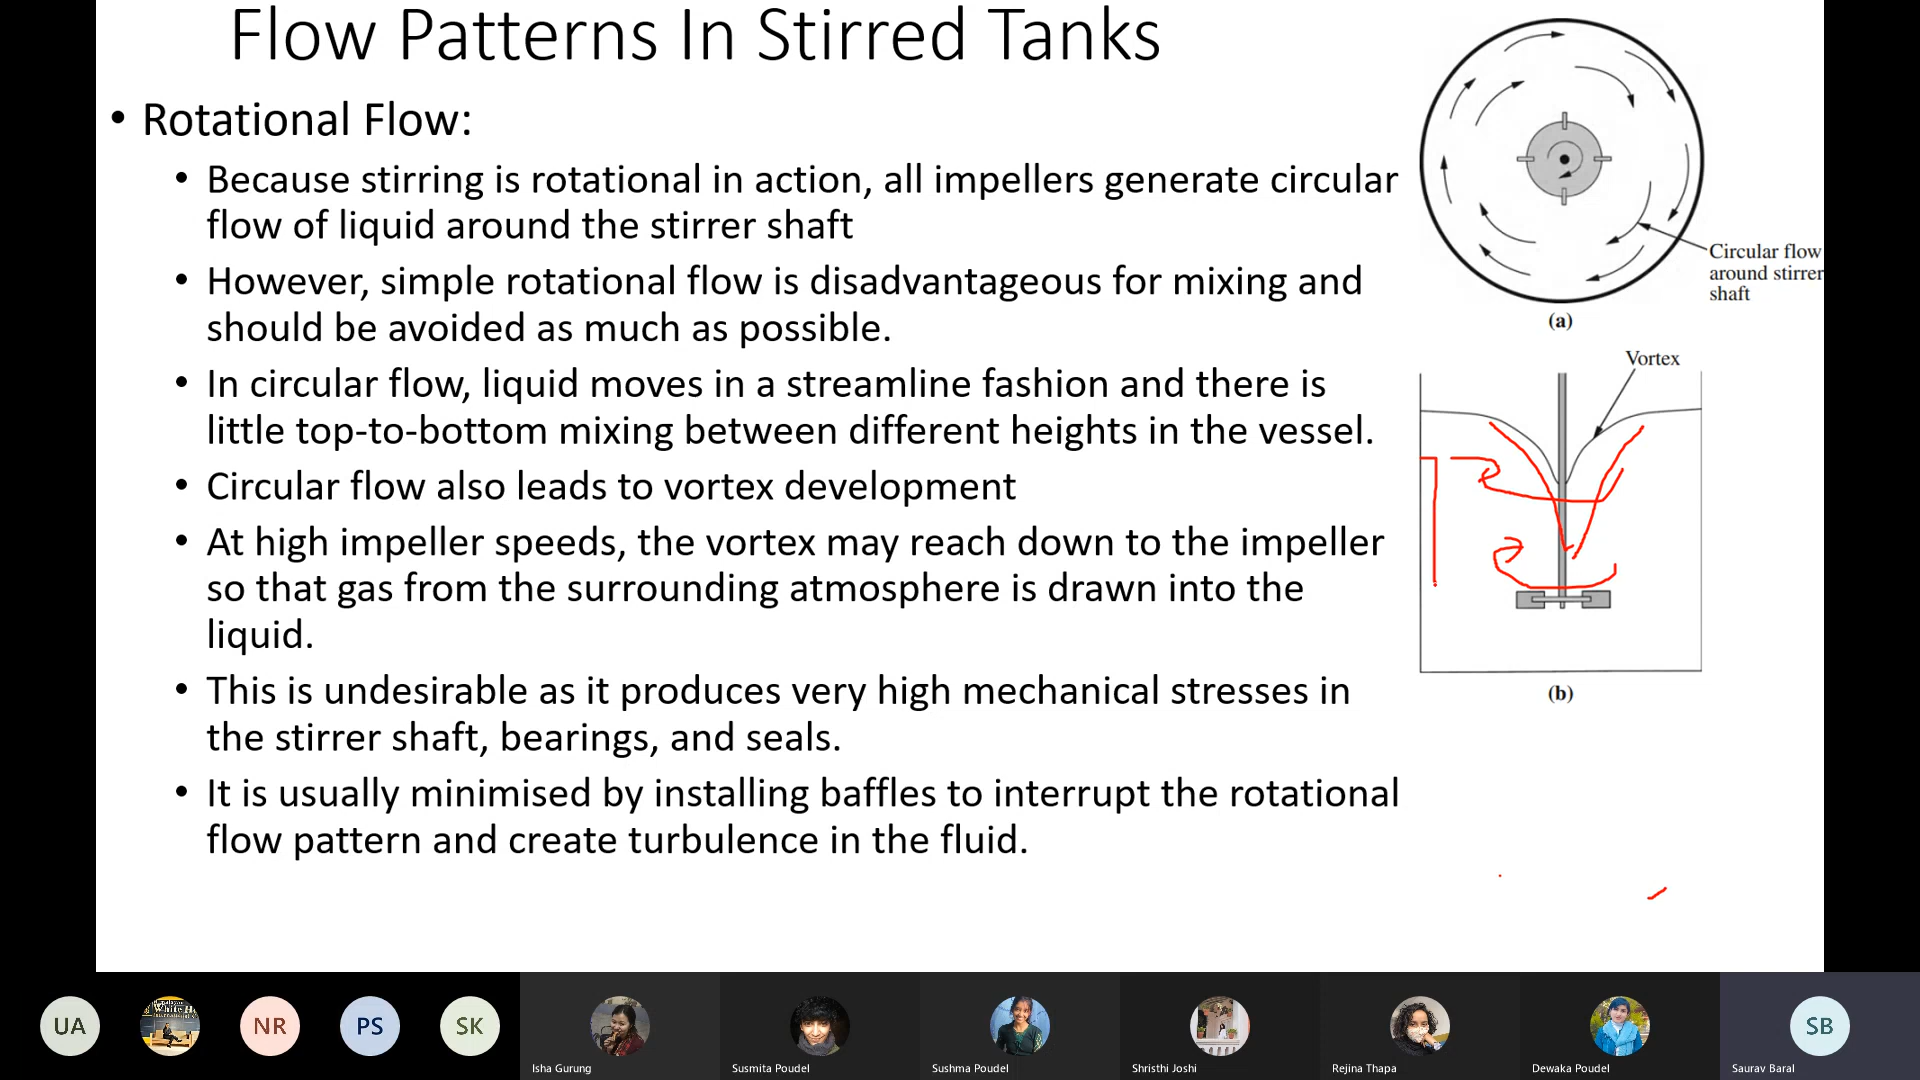 Flow Patterns In Stirred Tanks
• Rotational Flow:
• Because stirring is rotational in action, all impellers generate circular
flow of liquid around the stirrer shaft
• However, simple rotational flow is disadvantageous for mixing and
should be avoided as much as possible.
• In circular flow, liquid moves in a streamline fashion and there is
little top-to-bottom mixing between different heights in the vessel.
• Circular flow also leads to vortex development
• At high impeller speeds, the vortex may reach down to the impeller
so that gas from the surrounding atmosphere is drawn into the
liquid.
• This is undesirable as it produces very high mechanical stresses in
the stirrer shaft, bearings, and seals.
• It is usually minimised by installing baffles to interrupt the rotational
flow pattern and create turbulence in the fluid.
Circular flow
around stirrer
shaft
(a)
Vortex
(b)
UA
White H
NR
PS
SK
SB
Isha Gurung
Susmita Poudel
Sushma Poudel
Shristhi Joshi
Rejina Thapa
Dewaka Poudel
Saurav Baral